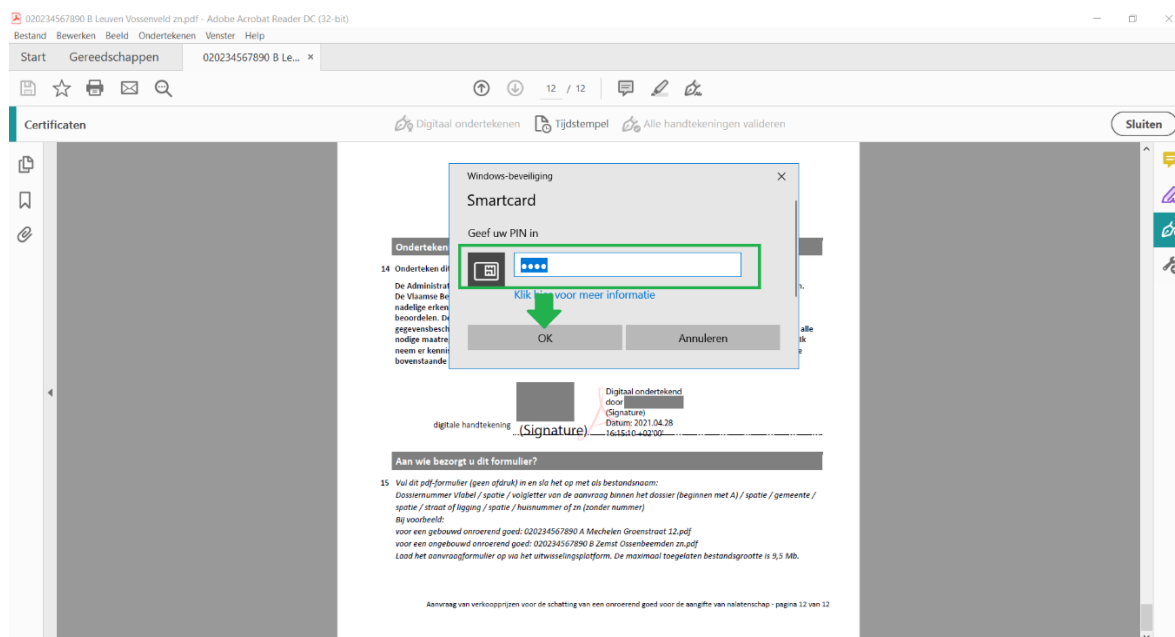 020234567890 B Leuven Vossenveld zn.pdf - Adobe Acrobat Reader DC (32-bit)
Bestand Bewerken Beeld Ondertekenen Venster Help
Start Gereedschappen 020234567890 B Le... ×
12 / 12
Certificaten Digitaal ondertekenen Tijdstempel Alle handtekeningen valideren Sluiten
Windows-beveiliging
Smartcard
Geef uw PIN in
Klik hier voor meer informatie
OK Annuleren
Onderteken
14 Onderteken dit
De Administrat
n.
De Vlaamse Be
nadelige erken
beoordelen. De
gegevensbesch alle
nodige maatre Ik
neem er kennis
bovenstaande
digitale handtekening (Signature)
Digitaal ondertekend
door
(Signature)
Datum: 2021.04.28
16:15:10 +02'00'
Aan wie bezorgt u dit formulier?
15 Vul dit pdf-formulier (geen afdruk) in en sla het op met als bestandsnaam:
Dossiernummer Vlabel / spatie / volgletter van de aanvraag binnen het dossier (beginnen met A) / spatie / gemeente /
spatie / straat of ligging / spatie / huisnummer of zn (zonder nummer)
Bij voorbeeld:
voor een gebouwd onroerend goed: 020234567890 A Mechelen Groenstraat 12.pdf
voor een ongebouwd onroerend goed: 020234567890 B Zemst Ossenbeemden zn.pdf
Laad het aanvraagformulier op via het uitwisselingsplatform. De maximaal toegelaten bestandsgrootte is 9,5 Mb.
Aanvraag van verkoopprijzen voor de schatting van een onroerend goed voor de aangifte van nalatenschap - pagina 12 van 12